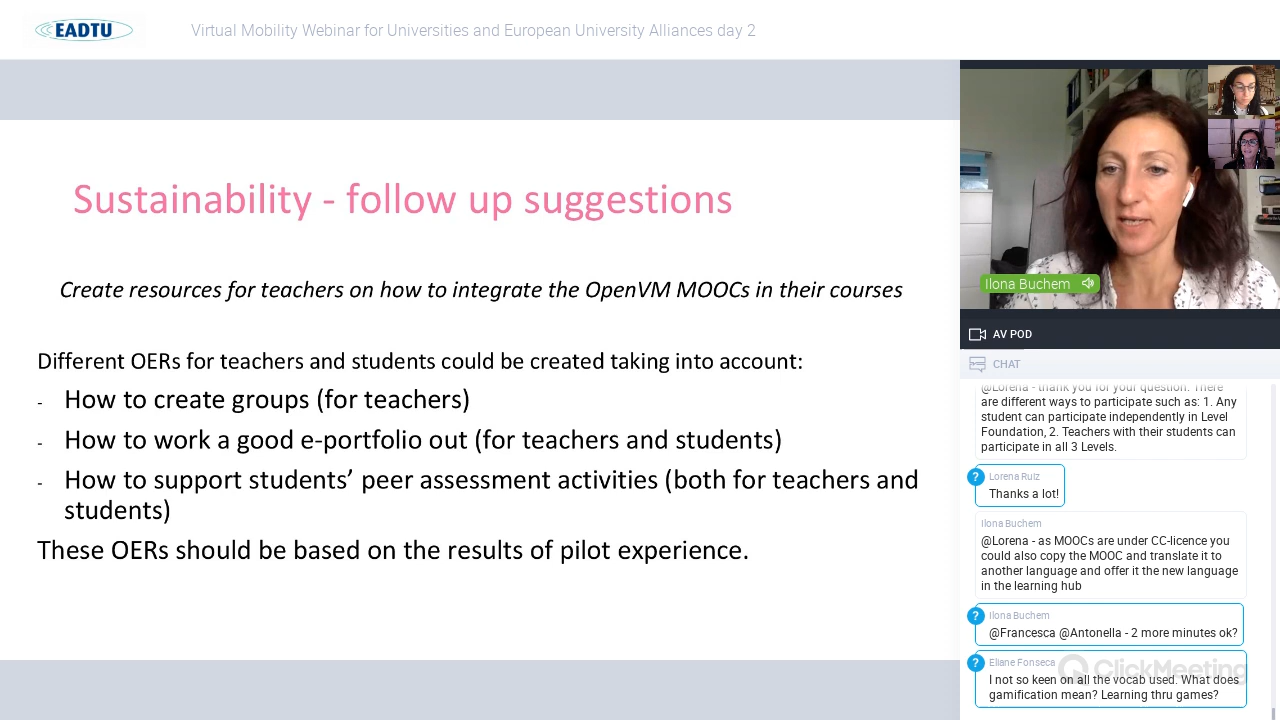 EADTU
Virtual Mobility Webinar for Universities and European University Alliances day 2
Sustainability - follow up suggestions
Create resources for teachers on how to integrate the OpenVM MOOCs in their courses
Different OERs for teachers and students could be created taking into account:
- How to create groups (for teachers)
- How to work a good e-portfolio out (for teachers and students)
- How to support students’ peer assessment activities (both for teachers and
students)
These OERs should be based on the results of pilot experience.
Ilona Buchem
AV POD
CHAT
@Lorena - thank you for your question. There
are different ways to participate such as: 1. Any
student can participate independently in Level
Foundation, 2. Teachers with their students can
participate in all 3 Levels.
?
Lorena Ruiz
Thanks a lot!
Ilona Buchem
@Lorena - as MOOCs are under CC-licence you
could also copy the MOOC and translate it to
another language and offer it the new language
in the learning hub
?
Ilona Buchem
@Francesca @Antonella - 2 more minutes ok?
?
Eliane Fonseca
ClickMeeting
I not so keen on all the vocab used. What does
gamification mean? Learning thru games?